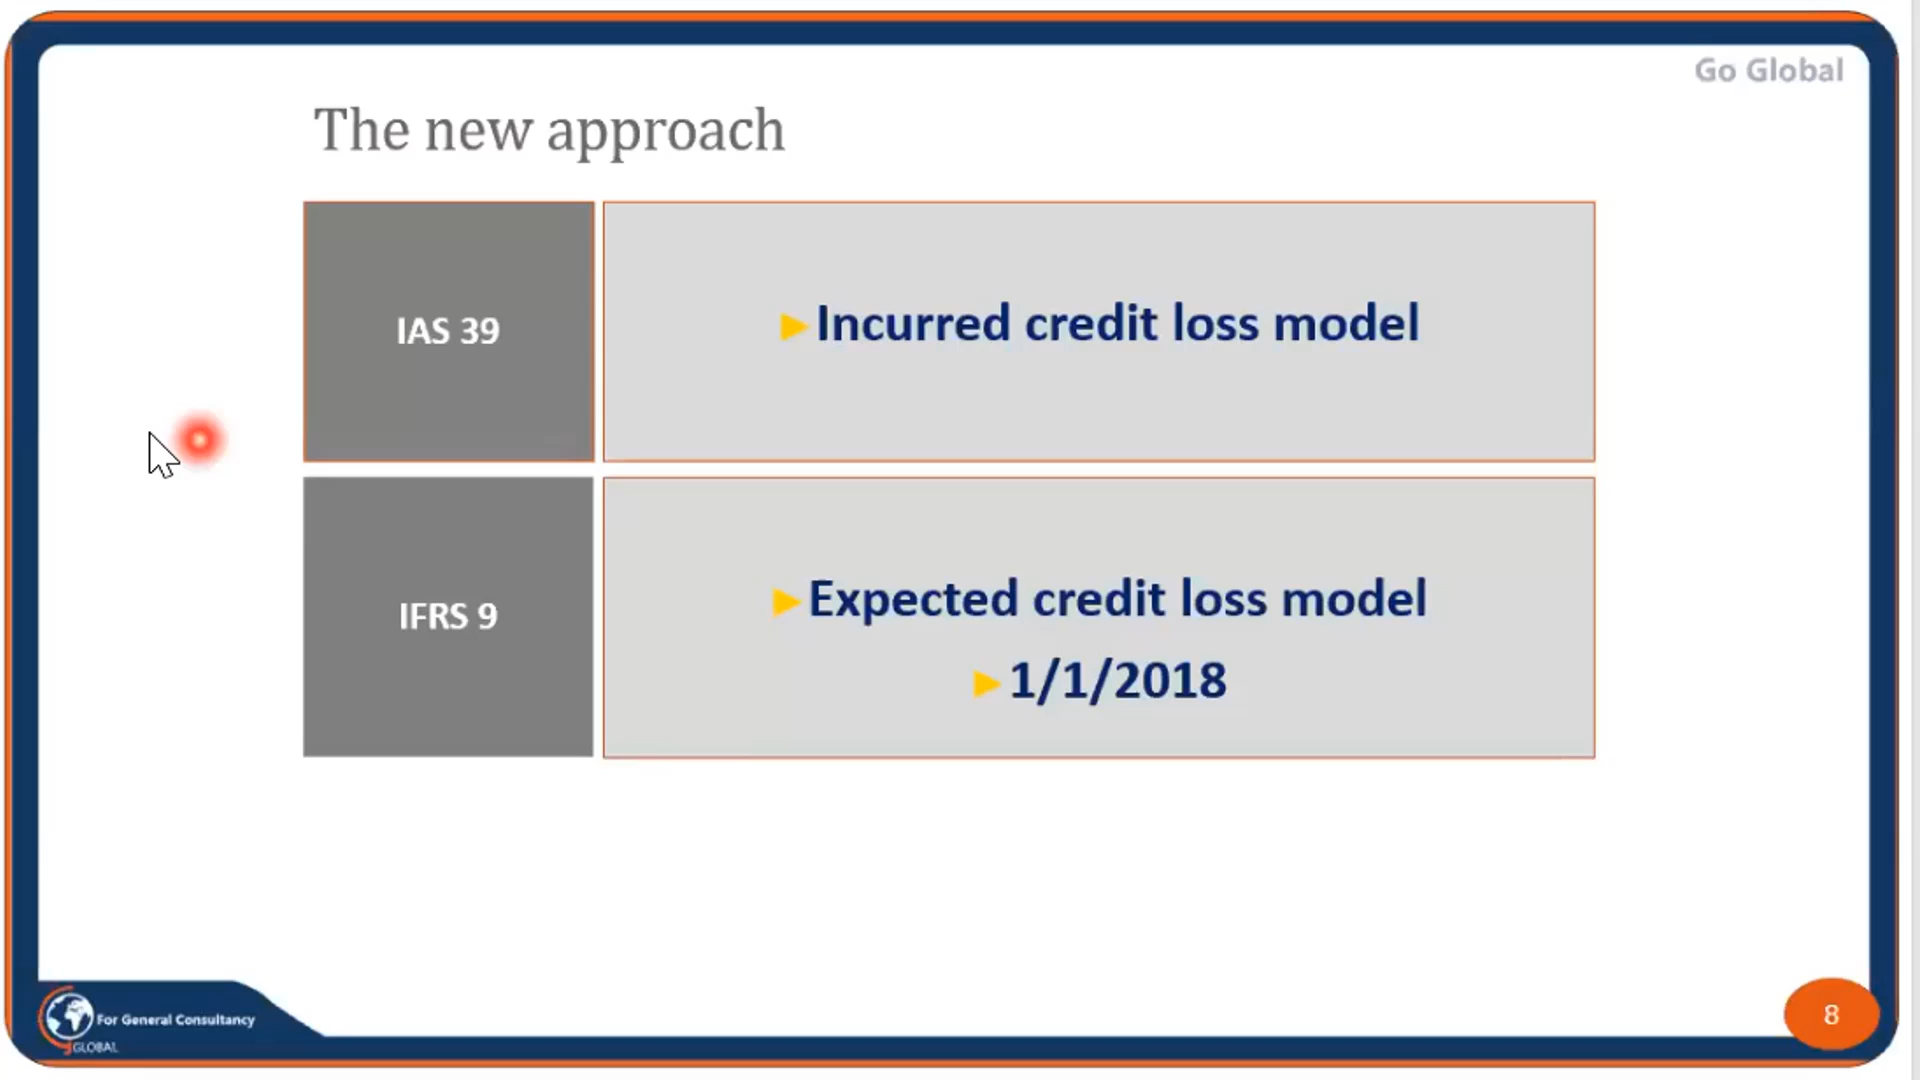 Go Global
The new approach
IAS 39
Incurred credit loss model
IFRS 9
Expected credit loss model
1/1/2018
For General Consultancy
GLOBAL
8